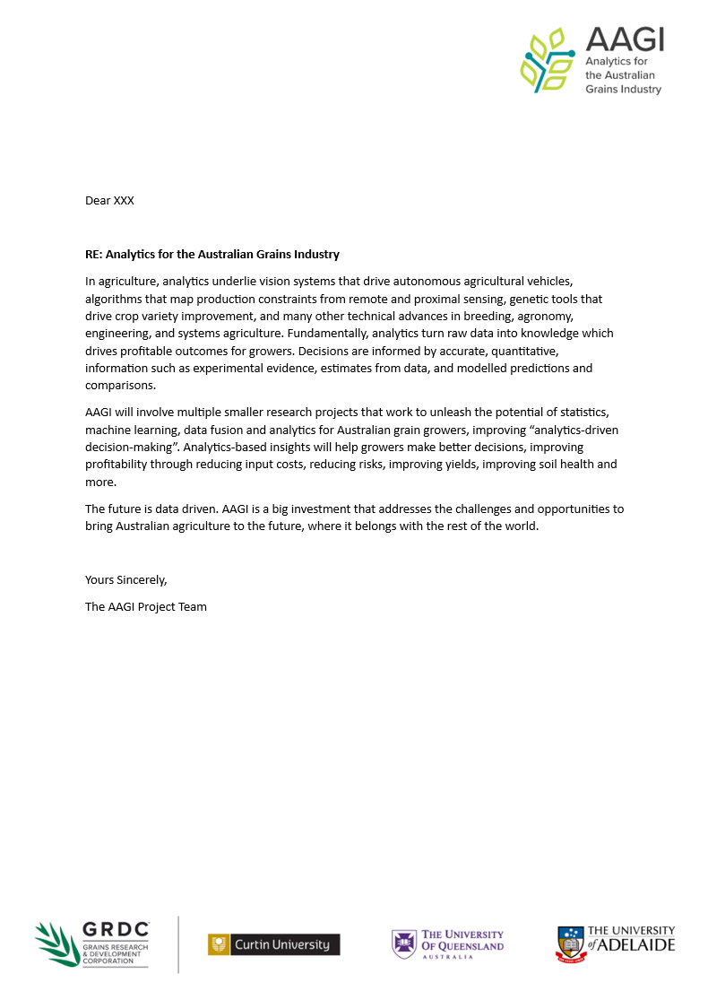 AAGI
Analytics for
the Australian
Grains Industry
Dear XXX
RE: Analytics for the Australian Grains Industry
In agriculture, analytics underlie vision systems that drive autonomous agricultural vehicles,
algorithms that map production constraints from remote and proximal sensing, genetic tools that
drive crop variety improvement, and many other technical advances in breeding, agronomy,
engineering, and systems agriculture. Fundamentally, analytics turn raw data into knowledge which
drives profitable outcomes for growers. Decisions are informed by accurate, quantitative,
information such as experimental evidence, estimates from data, and modelled predictions and
comparisons.
AAGI will involve multiple smaller research projects that work to unleash the potential of statistics,
machine learning, data fusion and analytics for Australian grain growers, improving “analytics-driven
decision-making”. Analytics-based insights will help growers make better decisions, improving
profitability through reducing input costs, reducing risks, improving yields, improving soil health and
more.
The future is data driven. AAGI is a big investment that addresses the challenges and opportunities to
bring Australian agriculture to the future, where it belongs with the rest of the world.
Yours Sincerely,
The AAGI Project Team
GRDC
GRAINS RESEARCH
& DEVELOPMENT
CORPORATION
Curtin University
THE UNIVERSITY
OF QUEENSLAND
AUSTRALIA
THE UNIVERSITY
of ADELAIDE